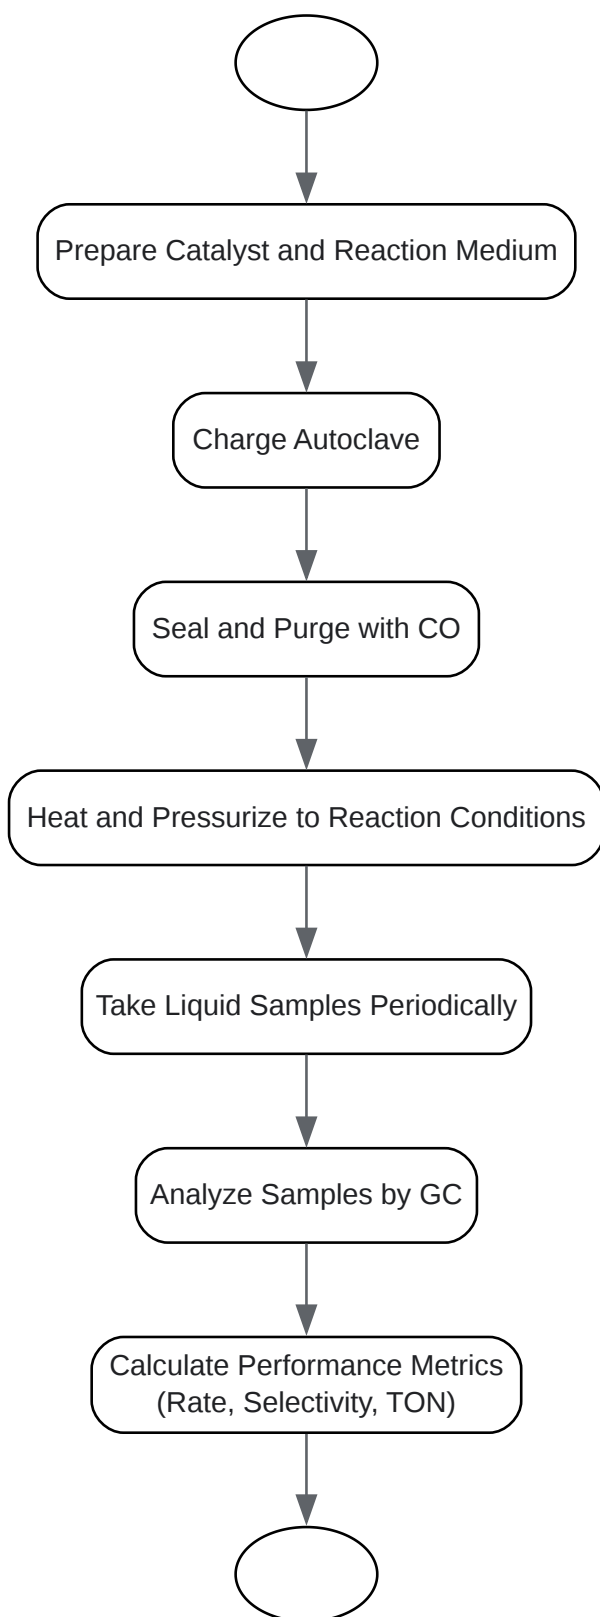 Prepare Catalyst and Reaction Medium
Charge Autoclave
Seal and Purge with CO
Heat and Pressurize to Reaction Conditions
Take Liquid Samples Periodically
Analyze Samples by GC
Calculate Performance Metrics
(Rate, Selectivity, TON)